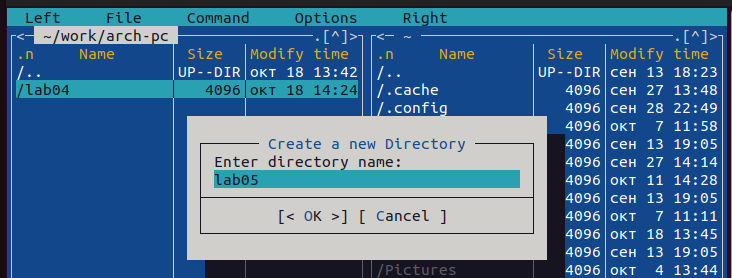 Left File Command Options Right
<─ ~/work/arch-pc .[^]> <─ ~ .[^]>
.n Name Size Modify time .n Name Size Modify time
/.. UP--DIR окт 18 13:42 /.. UP--DIR сен 13 18:23
/lab04 4096 окт 18 14:24 /.cache 4096 сен 27 13:48
/.config 4096 сен 28 22:49
4096 окт 7 11:58
Create a new Directory 4096 сен 13 19:05
Enter directory name: 4096 сен 27 14:14
lab05 4096 окт 11 14:28
4096 сен 13 19:05
[< OK >] [ Cancel ] 4096 окт 7 11:11
4096 окт 18 13:45
4096 сен 13 19:05
/Pictures 4096 окт 4 13:44